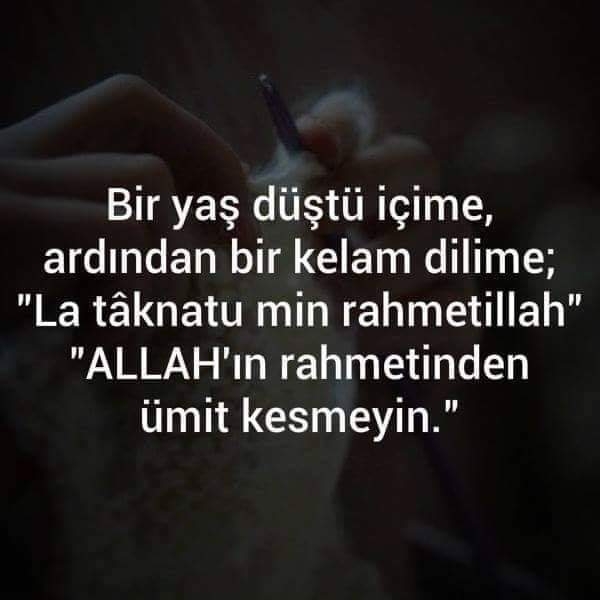 Bir yaş düştü içime,
ardından bir kelam dilime;
"La tâknatu min rahmetillah"
"ALLAH'ın rahmetinden
ümit kesmeyin."